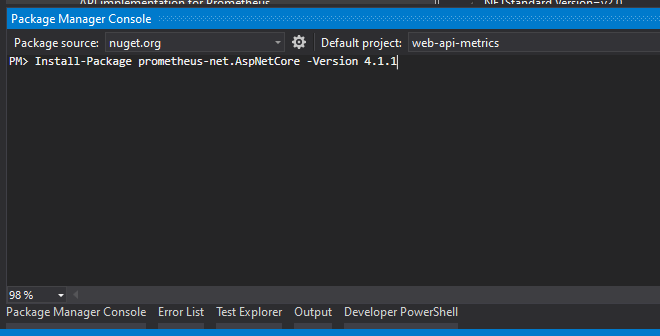 API implementation for Prometheus
.NETStandard,Version=v2.0
Package Manager Console
Package source: nuget.org Default project: web-api-metrics
PM> Install-Package prometheus-net.AspNetCore -Version 4.1.1
98 %
Package Manager Console Error List Test Explorer Output Developer PowerShell